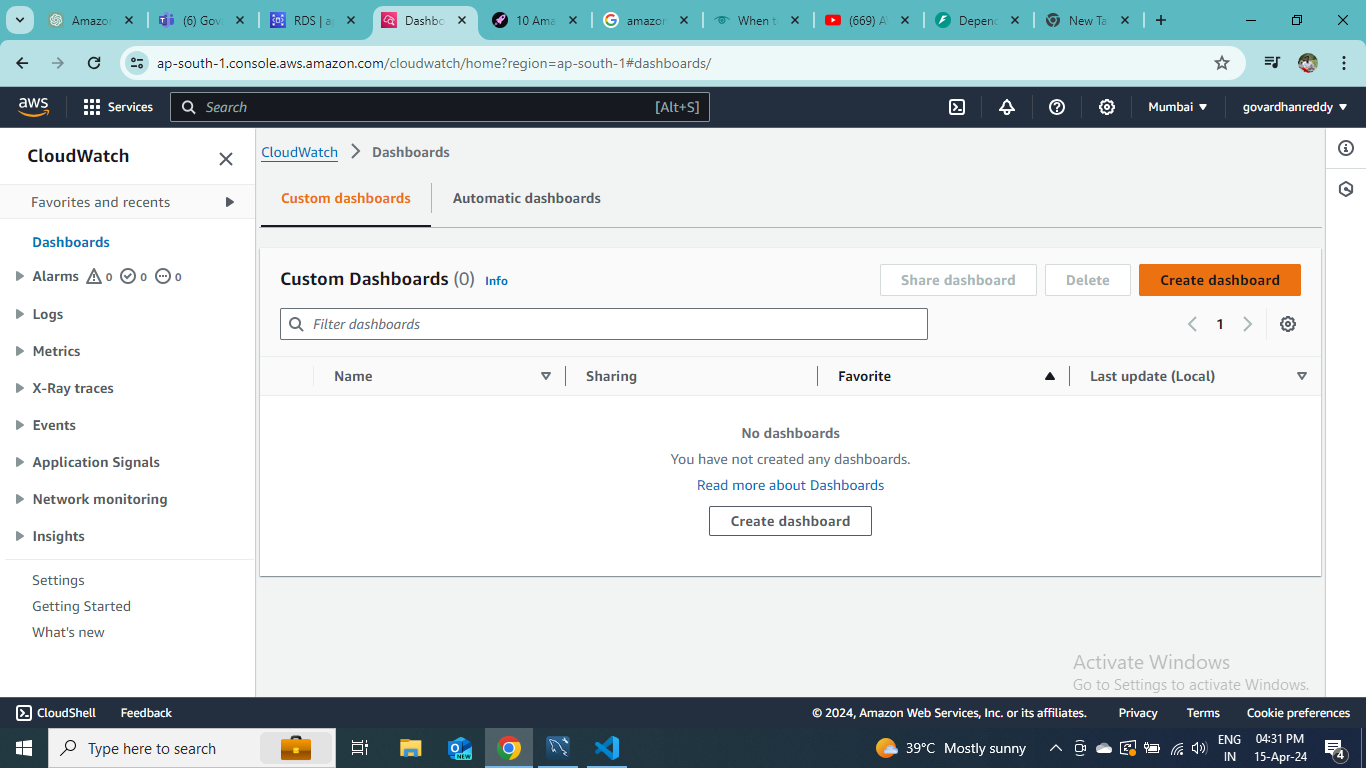 Amazon
(6) Gov
RDS | ap
Dashbo
10 Ama
amazon
When t
(669) A
Depend
New Ta
ap-south-1.console.aws.amazon.com/cloudwatch/home?region=ap-south-1#dashboards/
aws
Services
Search
[Alt+S]
Mumbai
govardhanreddy
CloudWatch
Favorites and recents
Dashboards
Alarms 0 0 0
Logs
Metrics
X-Ray traces
Events
Application Signals
Network monitoring
Insights
Settings
Getting Started
What's new
CloudWatch
Dashboards
Custom dashboards
Automatic dashboards
Custom Dashboards (0) Info
Share dashboard
Delete
Create dashboard
Filter dashboards
1
Name
Sharing
Favorite
Last update (Local)
No dashboards
You have not created any dashboards.
Read more about Dashboards
Create dashboard
Activate Windows
Go to Settings to activate Windows.
CloudShell
Feedback
© 2024, Amazon Web Services, Inc. or its affiliates.
Privacy
Terms
Cookie preferences
Type here to search
NEW
39°C Mostly sunny
ENG
IN
04:31 PM
15-Apr-24
4